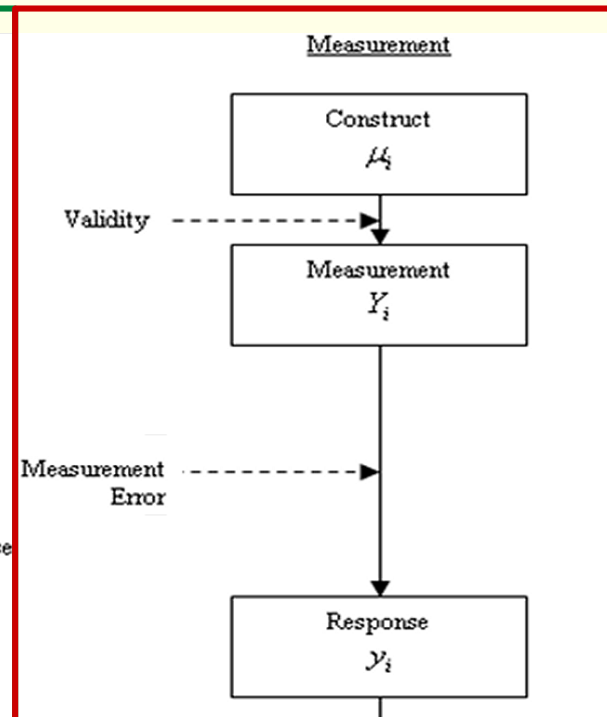 Measurement
Construct
μᵢ
Validity
Measurement
Yᵢ
Measurement
Error
Response
yᵢ